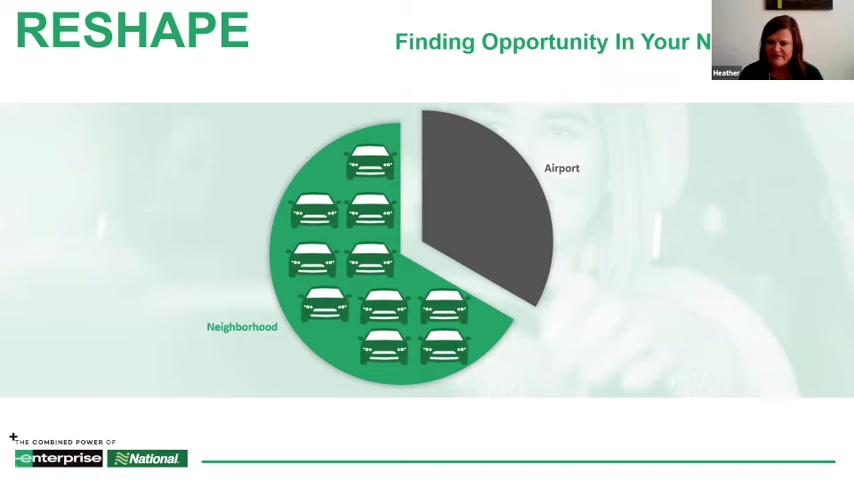 RESHAPE
Finding Opportunity In Your
Heather
Airport
Neighborhood
THE COMBINED POWER OF
enterprise National.